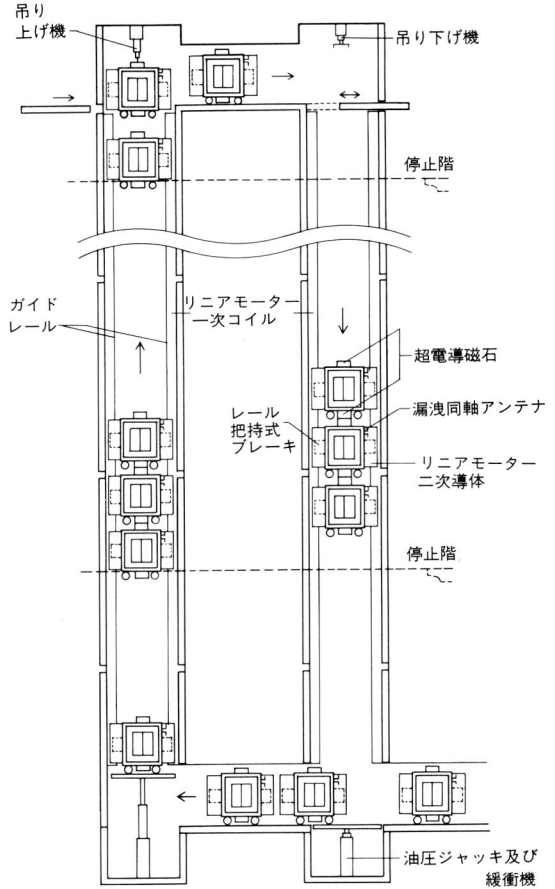 吊り
上げ機
吊り下げ機
停止階
ガイド
レール
リニアモーター
一次コイル
超電導磁石
レール
把持式
ブレーキ
漏洩同軸アンテナ
リニアモーター
二次導体
停止階
油圧ジャッキ及び
緩衝機